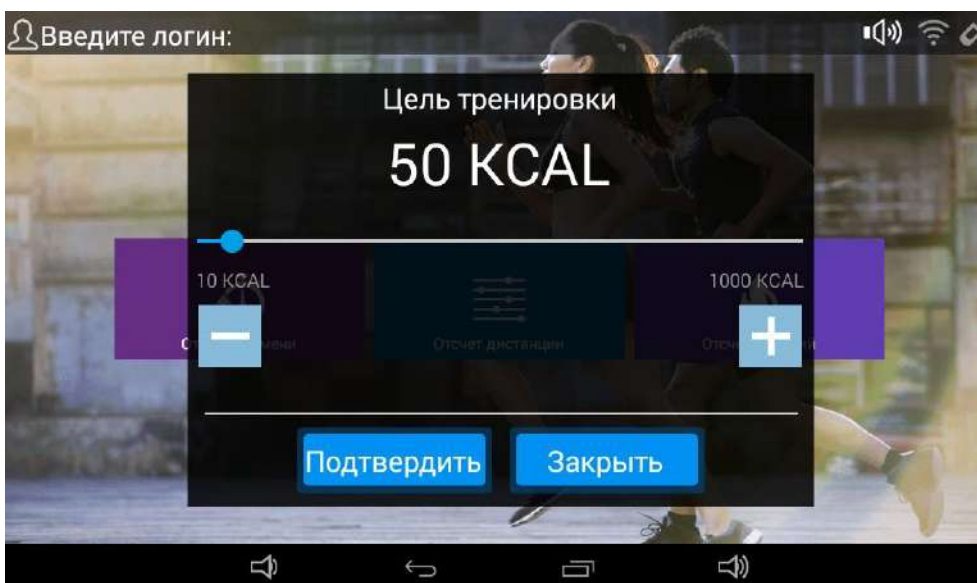 Введите логин:
Цель тренировки
50 KCAL
10 KCAL
1000 KCAL
Отсчет дистанции
Подтвердить
Закрыть